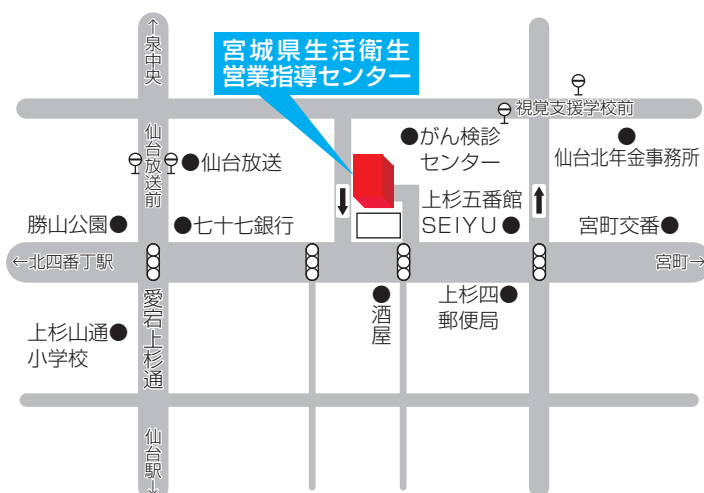 ↑泉中央
宮城県生活衛生
営業指導センター
視覚支援学校前
仙台放送前
仙台放送
がん検診
センター
仙台北年金事務所
勝山公園
七十七銀行
上杉五番館
SEIYU
宮町交番
←北四番丁駅
宮町→
愛宕上杉通
酒屋
上杉四
郵便局
上杉山通
小学校
仙台駅→